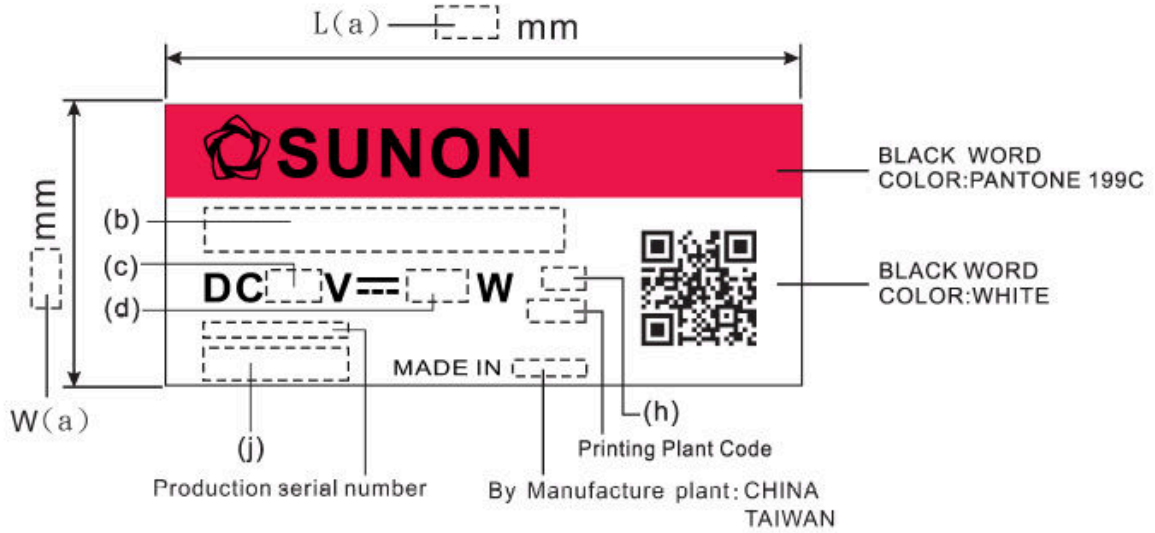 L(a) mm
SUNON
BLACK WORD
COLOR:PANTONE 199C
mm
W(a)
(b)
(c)
DC V W
(d)
BLACK WORD
COLOR:WHITE
MADE IN
(h)
(j)
Printing Plant Code
Production serial number
By Manufacture plant: CHINA
TAIWAN